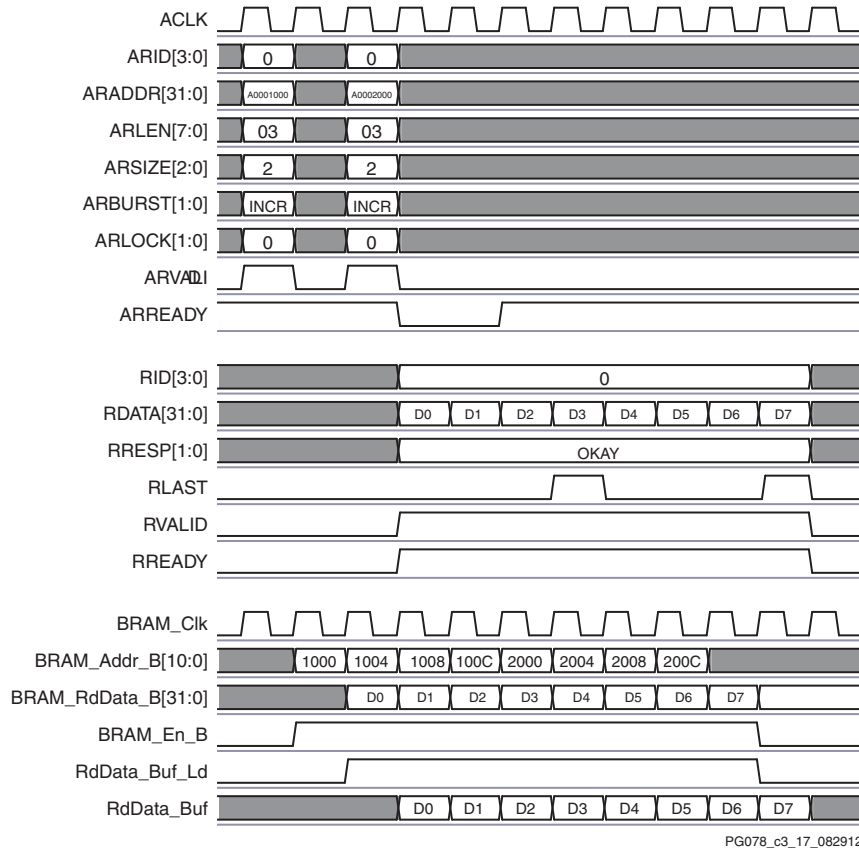 ACLK
ARID[3:0] 0 0
ARADDR[31:0] A0001000 A0002000
ARLEN[7:0] 03 03
ARSIZE[2:0] 2 2
ARBURST[1:0] INCR INCR
ARLOCK[1:0] 0 0
ARVALID
ARREADY
RID[3:0] 0
RDATA[31:0] D0 D1 D2 D3 D4 D5 D6 D7
RRESP[1:0] OKAY
RLAST
RVALID
RREADY
BRAM_Clk
BRAM_Addr_B[10:0] 1000 1004 1008 100C 2000 2004 2008 200C
BRAM_RdData_B[31:0] D0 D1 D2 D3 D4 D5 D6 D7
BRAM_En_B
RdData_Buf_Ld
RdData_Buf D0 D1 D2 D3 D4 D5 D6 D7
PG078_c3_17_082912